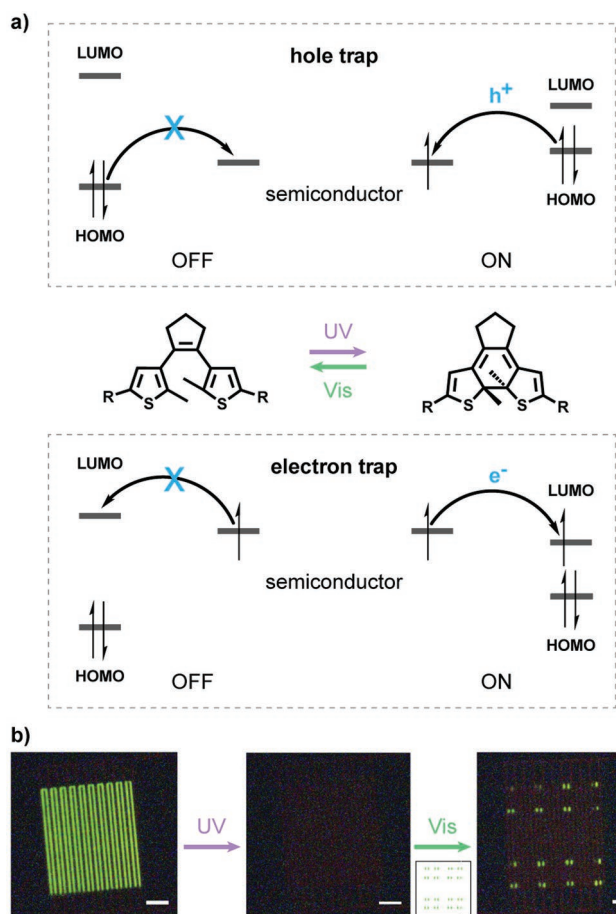 a)
LUMO
hole trap
LUMO
h+
X
semiconductor
HOMO
HOMO
OFF
ON
UV
Vis
R
S
S
R
R
S
S
R
LUMO
electron trap
LUMO
e-
X
semiconductor
HOMO
HOMO
OFF
ON
b)
UV
Vis